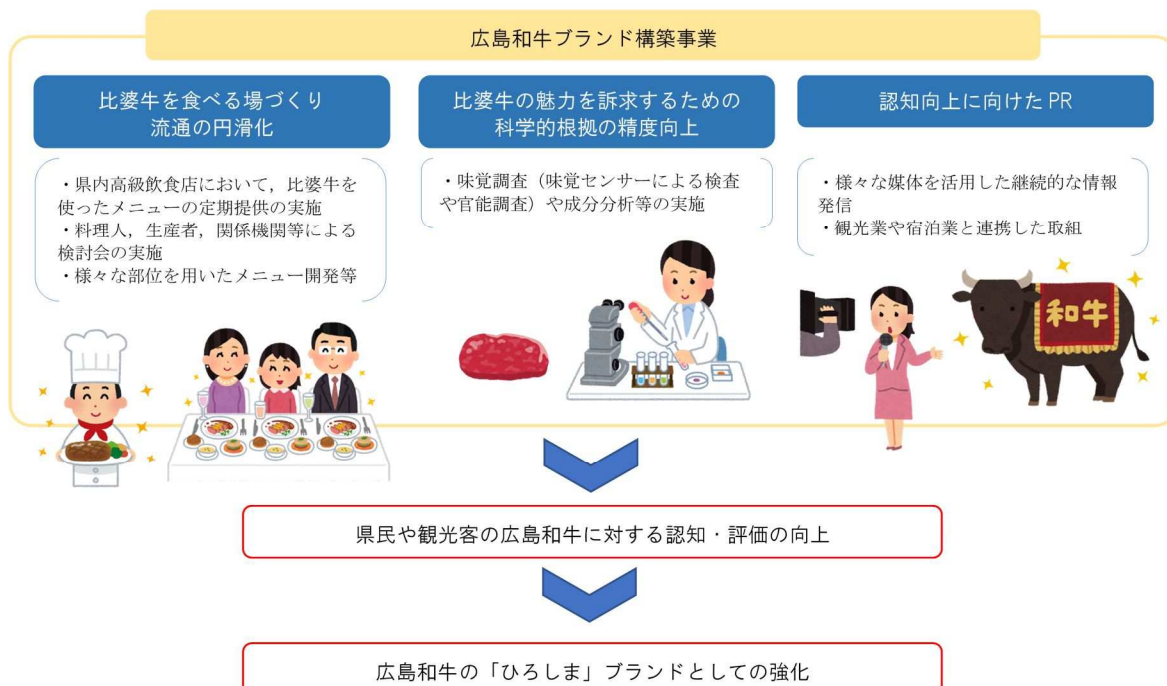 広島和牛ブランド構築事業
比婆牛を食べる場づくり
流通の円滑化
・県内高級飲食店において，比婆牛を
使ったメニューの定期提供の実施
・料理人，生産者，関係機関等による
検討会の実施
・様々な部位を用いたメニュー開発等
比婆牛の魅力を訴求するための
科学的根拠の精度向上
・味覚調査（味覚センサーによる検査
や官能調査）や成分分析等の実施
認知向上に向けた PR
・様々な媒体を活用した継続的な情報
発信
・観光業や宿泊業と連携した取組
和牛
県民や観光客の広島和牛に対する認知・評価の向上
広島和牛の「ひろしま」ブランドとしての強化